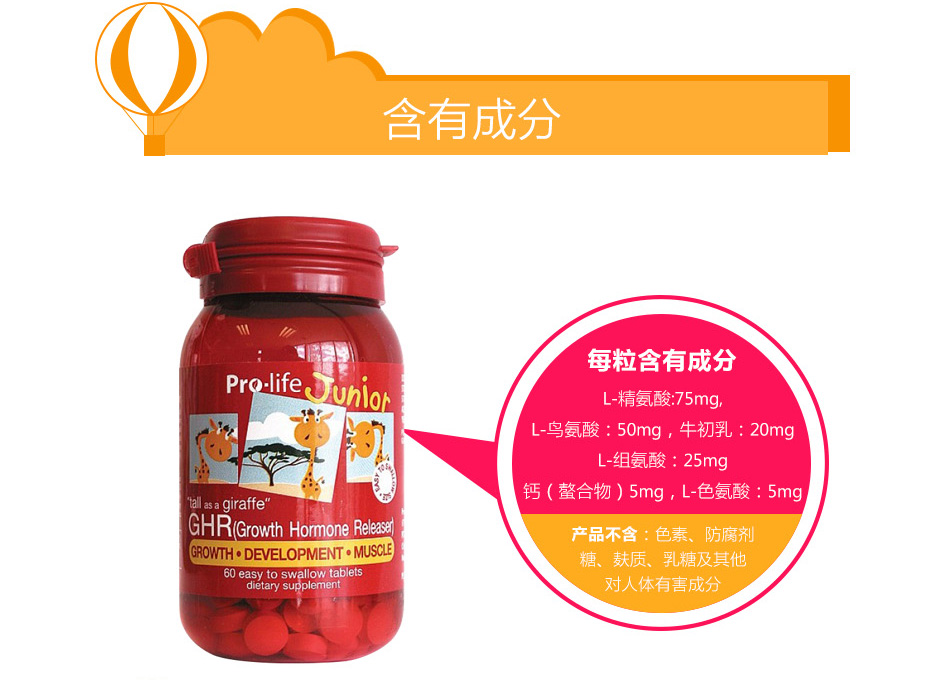 含有成分
Pro-life Junior
"tall as a giraffe"
GHR(Growth Hormone Releaser)
GROWTH • DEVELOPMENT • MUSCLE
60 easy to swallow tablets
dietary supplement
每粒含有成分
L-精氨酸:75mg,
L-鸟氨酸：50mg，牛初乳：20mg
L-组氨酸：25mg
钙（螯合物）5mg，L-色氨酸：5mg
产品不含：色素、防腐剂
糖、麸质、乳糖及其他
对人体有害成分